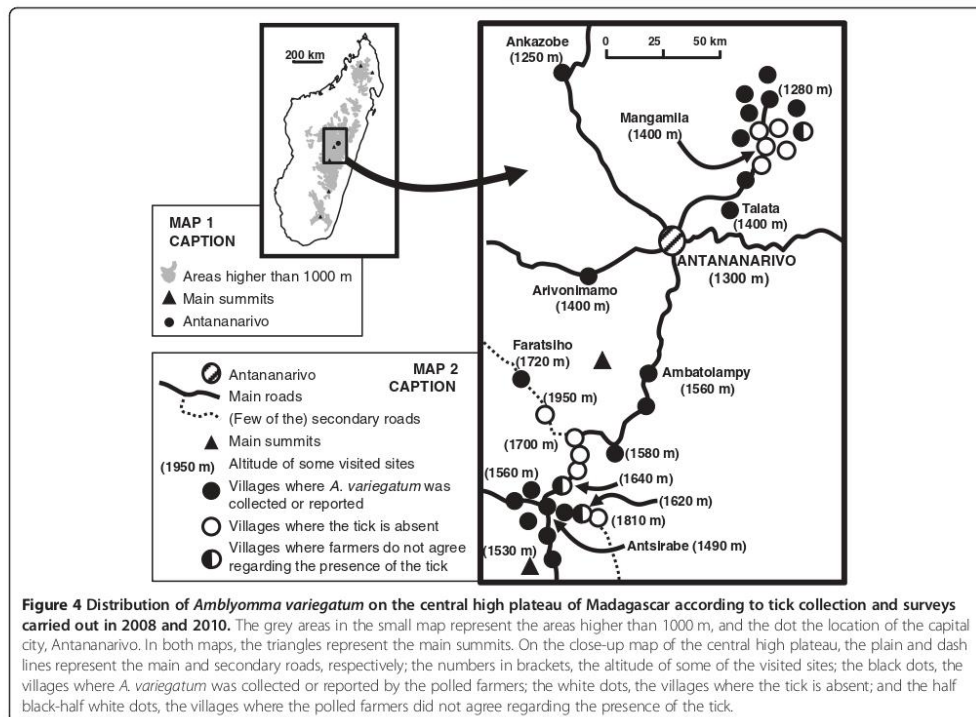 200 km
MAP 1
CAPTION
Areas higher than 1000 m
Main summits
Antananarivo
MAP 2
CAPTION
Antananarivo
Main roads
(Few of the) secondary roads
Main summits
(1950 m) Altitude of some visited sites
Villages where A. variegatum was
collected or reported
Villages where the tick is absent
Villages where farmers do not agree
regarding the presence of the tick
Ankazobe
(1250 m)
0 25 50 km
(1280 m)
Mangamila
(1400 m)
Talata
(1400 m)
ANTANANARIVO
(1300 m)
Arivonimamo
(1400 m)
Faratsiho
(1720 m)
Ambatolampy
(1560 m)
(1950 m)
(1700 m)
(1580 m)
(1560 m)
(1640 m)
(1620 m)
(1810 m)
(1530 m)
Antsirabe (1490 m)
Figure 4 Distribution of Amblyomma variegatum on the central high plateau of Madagascar according to tick collection and surveys
carried out in 2008 and 2010. The grey areas in the small map represent the areas higher than 1000 m, and the dot the location of the capital
city, Antananarivo. In both maps, the triangles represent the main summits. On the close-up map of the central high plateau, the plain and dash
lines represent the main and secondary roads, respectively; the numbers in brackets, the altitude of some of the visited sites; the black dots, the
villages where A. variegatum was collected or reported by the polled farmers; the white dots, the villages where the tick is absent; and the half
black-half white dots, the villages where the polled farmers did not agree regarding the presence of the tick.